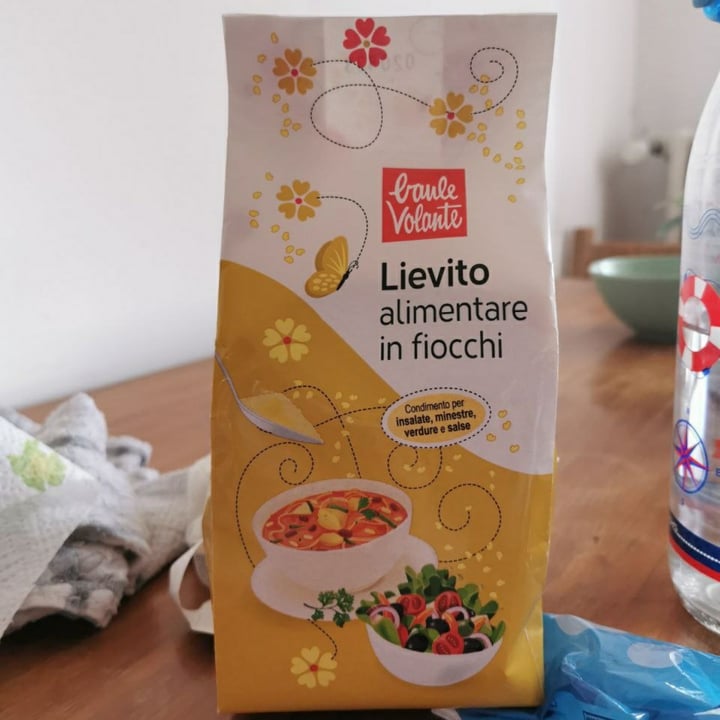 baule
Volante
Lievito
alimentare
in fiocchi
Condimento per
insalate, minestre,
verdure e salse